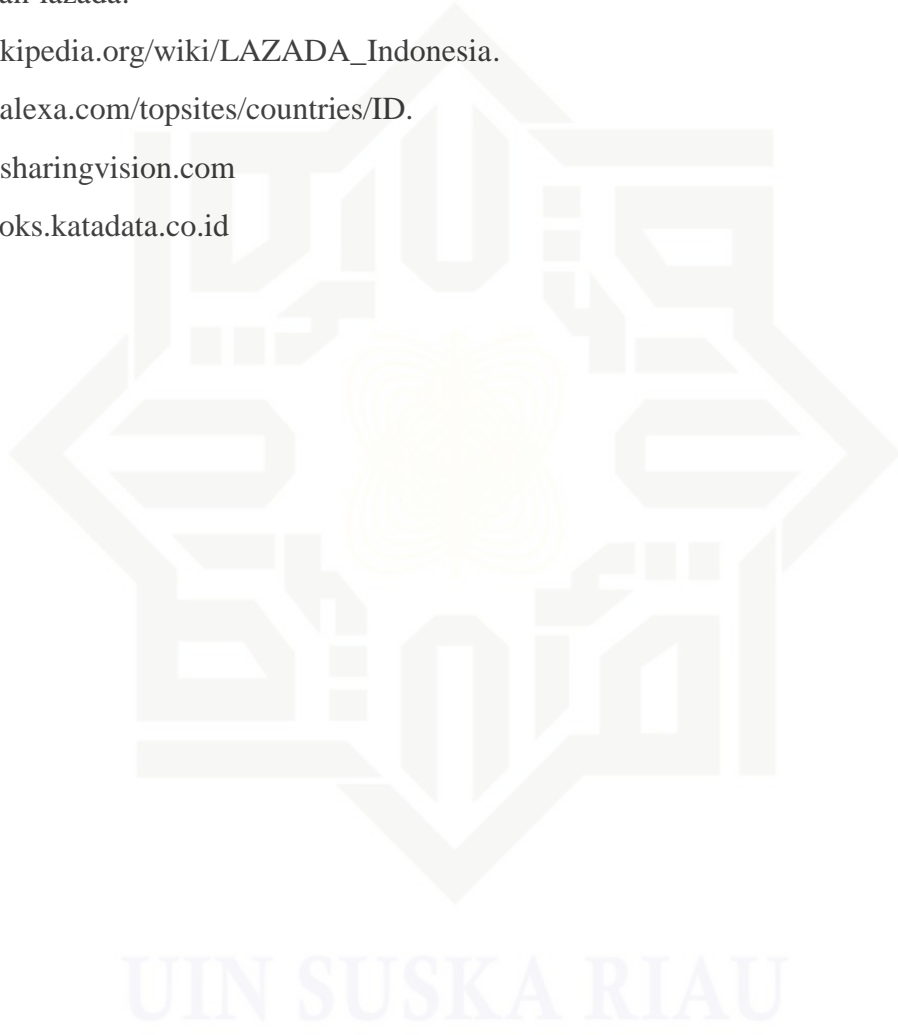 an-lazada.
kipedia.org/wiki/LAZADA_Indonesia.
alexa.com/topsites/countries/ID.
sharingvision.com
oks.katadata.co.id
UIN SUSKA RIAU